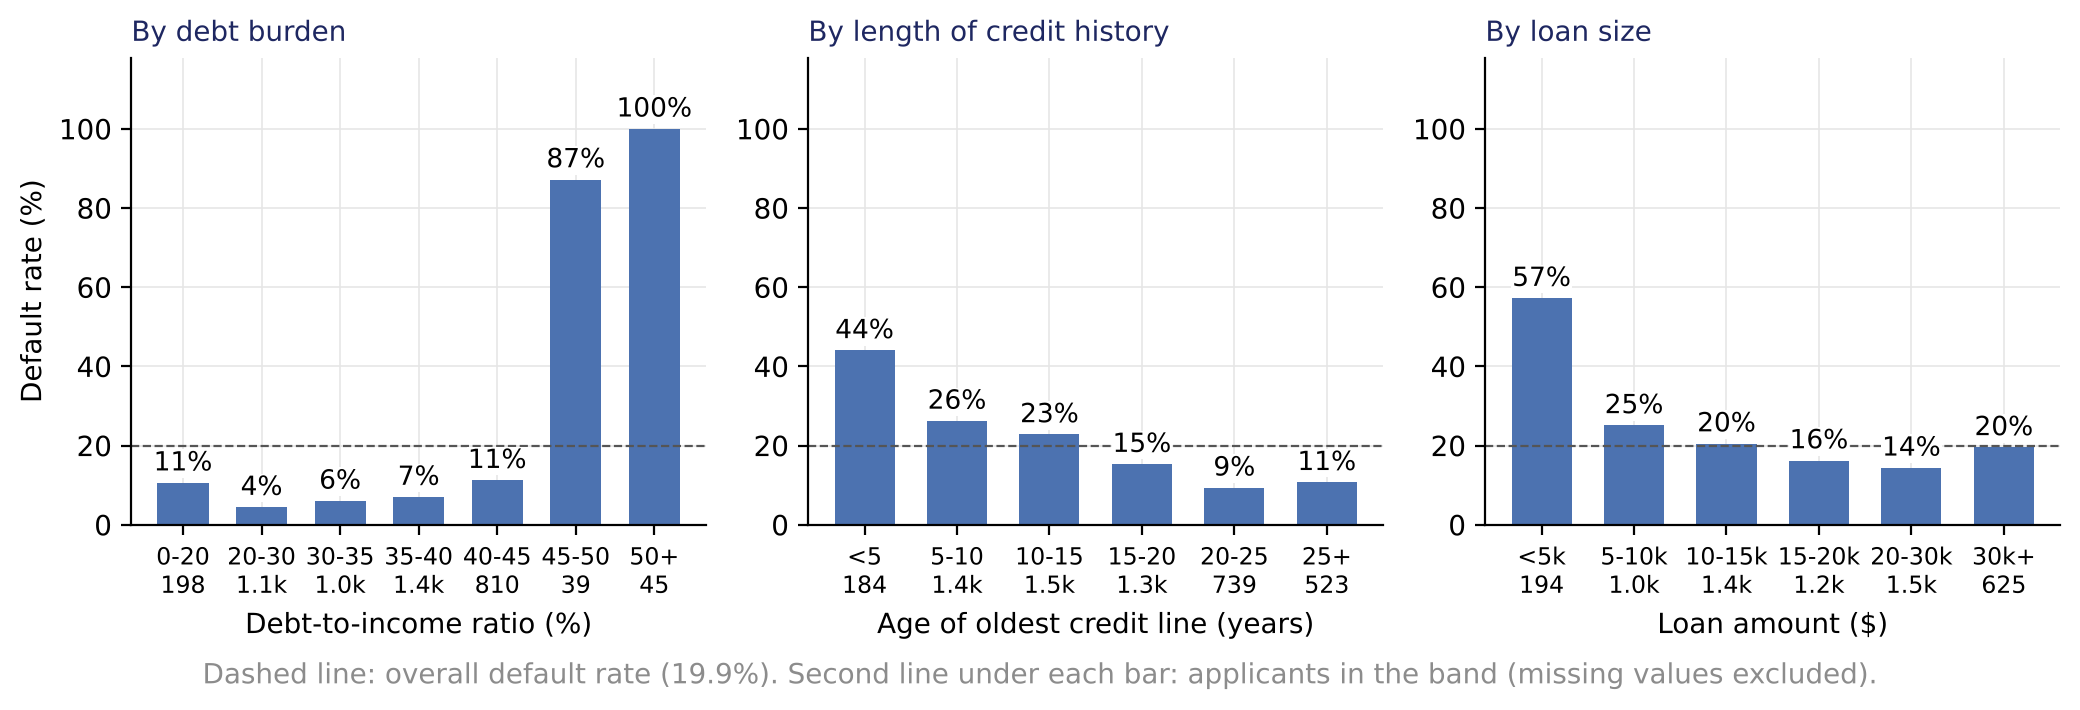 By debt burden
Default rate (%)
100
80
60
40
20
0
11%
4%
6%
7%
11%
87%
100%
0-20 20-30 30-35 35-40 40-45 45-50 50+
198 1.1k 1.0k 1.4k 810 39 45
Debt-to-income ratio (%)
By length of credit history
100
80
60
40
20
0
44%
26%
23%
15%
9%
11%
<5 5-10 10-15 15-20 20-25 25+
184 1.4k 1.5k 1.3k 739 523
Age of oldest credit line (years)
By loan size
100
80
60
40
20
0
57%
25%
20%
16%
14%
20%
<5k 5-10k 10-15k 15-20k 20-30k 30k+
194 1.0k 1.4k 1.2k 1.5k 625
Loan amount ($)
Dashed line: overall default rate (19.9%). Second line under each bar: applicants in the band (missing values excluded).